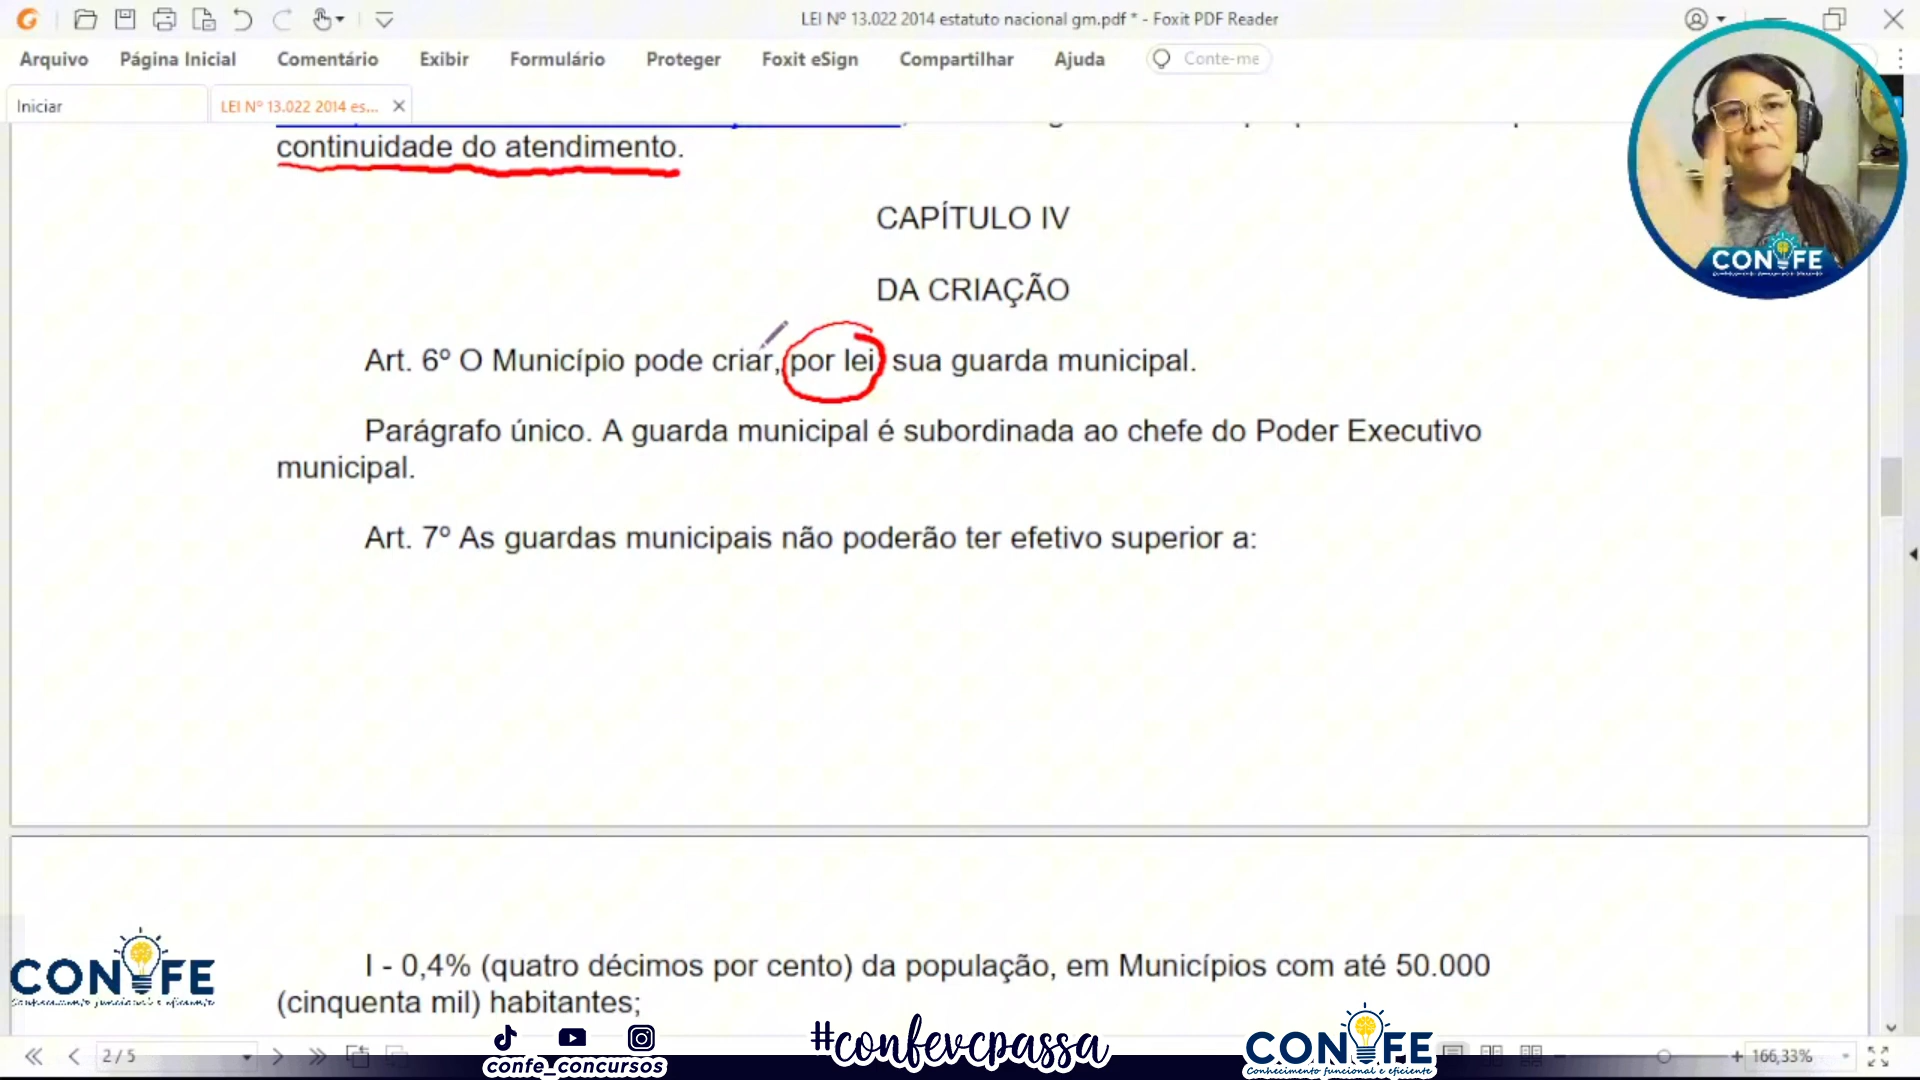 LEI Nº 13.022 2014 estatuto nacional gm.pdf * - Foxit PDF Reader
Arquivo Página Inicial Comentário Exibir Formulário Proteger Foxit eSign Compartilhar Ajuda Conte-me
Iniciar LEI Nº 13.022 2014 es...
continuidade do atendimento.
CAPÍTULO IV
DA CRIAÇÃO
Art. 6º O Município pode criar, por lei sua guarda municipal.
Parágrafo único. A guarda municipal é subordinada ao chefe do Poder Executivo
municipal.
Art. 7º As guardas municipais não poderão ter efetivo superior a:
I - 0,4% (quatro décimos por cento) da população, em Municípios com até 50.000
(cinquenta mil) habitantes;
CONFE
CONFE
Conhecimento funcional e eficiente
confe_concursos
#confevcpassa
CONFE
Conhecimento funcional e eficiente
2 / 5
166,33%